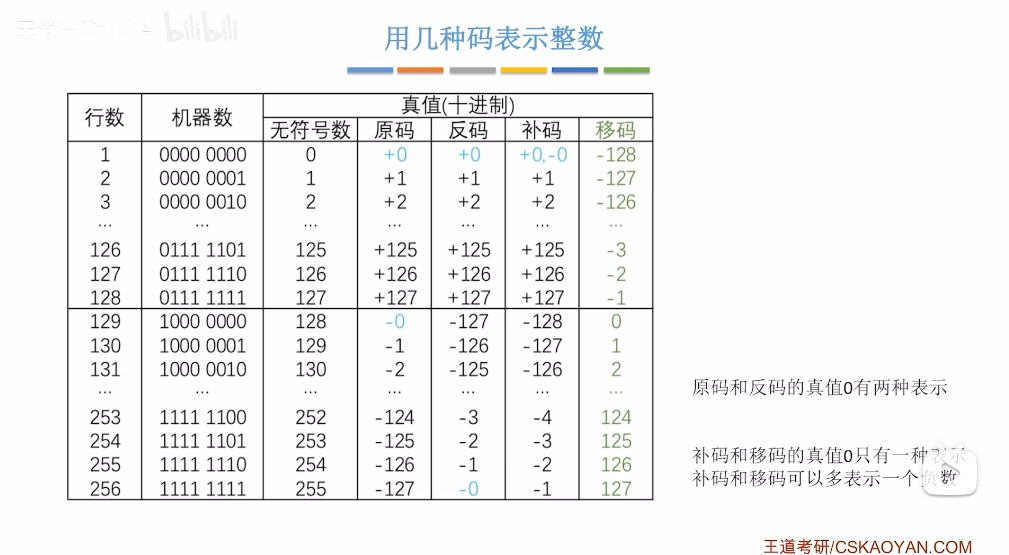 bilibili
用几种码表示整数
真值(十进制)
行数 机器数 无符号数 原码 反码 补码 移码
1 0000 0000 0 +0 +0 +0,-0 -128
2 0000 0001 1 +1 +1 +1 -127
3 0000 0010 2 +2 +2 +2 -126
... ... ... ... ... ... ...
126 0111 1101 125 +125 +125 +125 -3
127 0111 1110 126 +126 +126 +126 -2
128 0111 1111 127 +127 +127 +127 -1
129 1000 0000 128 -0 -127 -128 0
130 1000 0001 129 -1 -126 -127 1
131 1000 0010 130 -2 -125 -126 2
... ... ... ... ... ... ...
253 1111 1100 252 -124 -3 -4 124
254 1111 1101 253 -125 -2 -3 125
255 1111 1110 254 -126 -1 -2 126
256 1111 1111 255 -127 -0 -1 127
原码和反码的真值0有两种表示
补码和移码的真值0只有一种表示
补码和移码可以多表示一个负数
王道考研/CSKAOYAN.COM